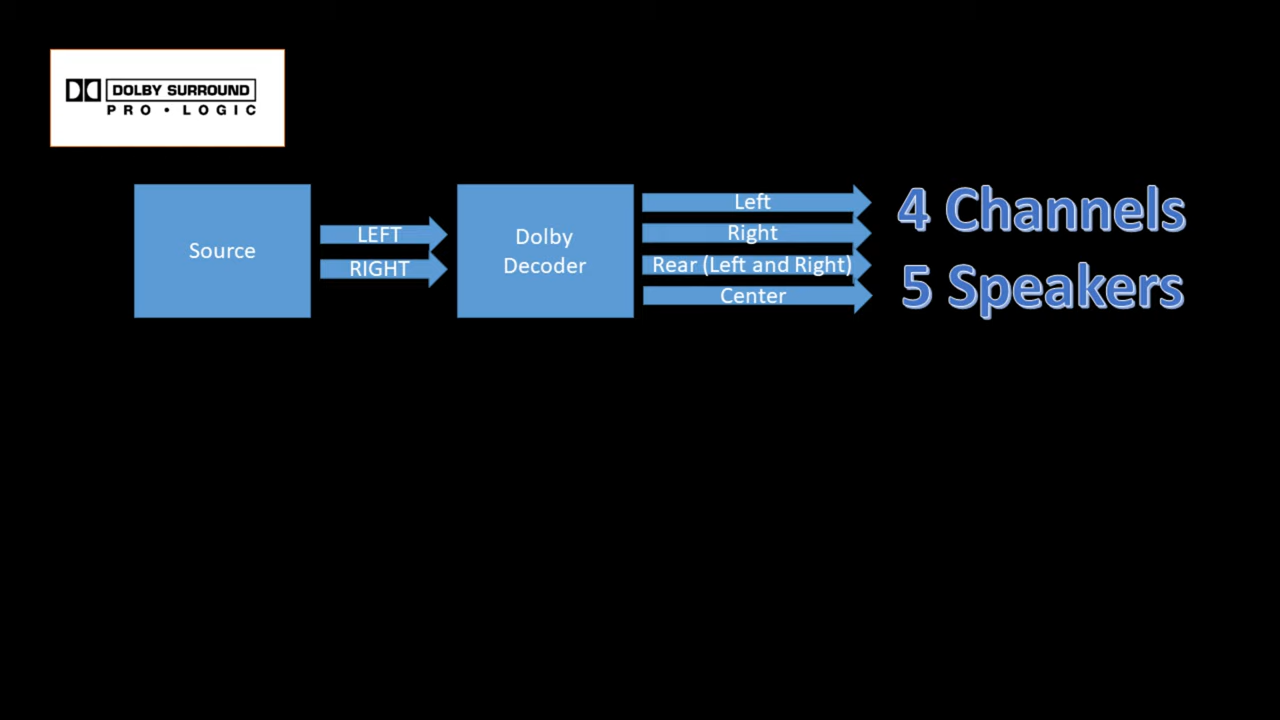 DOLBY SURROUND
PRO•LOGIC
Source
LEFT
RIGHT
Dolby
Decoder
Left
Right
Rear (Left and Right)
Center
4 Channels
5 Speakers